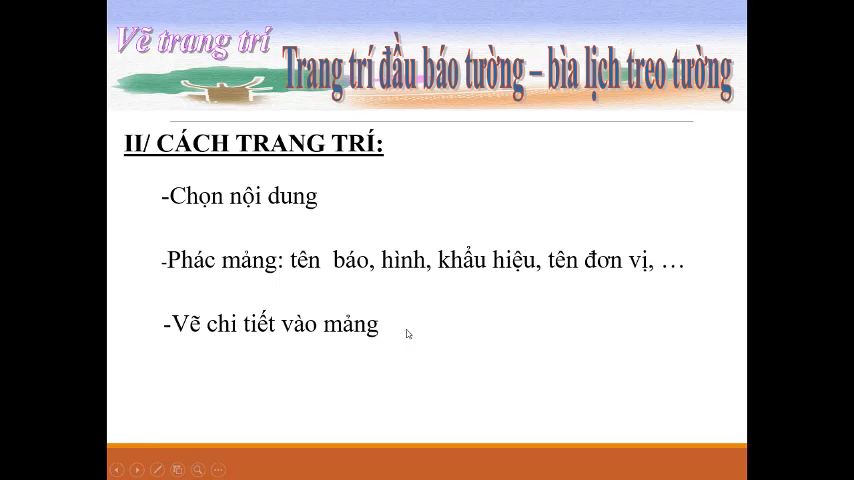 Vẽ trang trí
Trang trí đầu báo tường – bìa lịch treo tường
II/ CÁCH TRANG TRÍ:
-Chọn nội dung
-Phác mảng: tên báo, hình, khẩu hiệu, tên đơn vị, …
-Vẽ chi tiết vào mảng